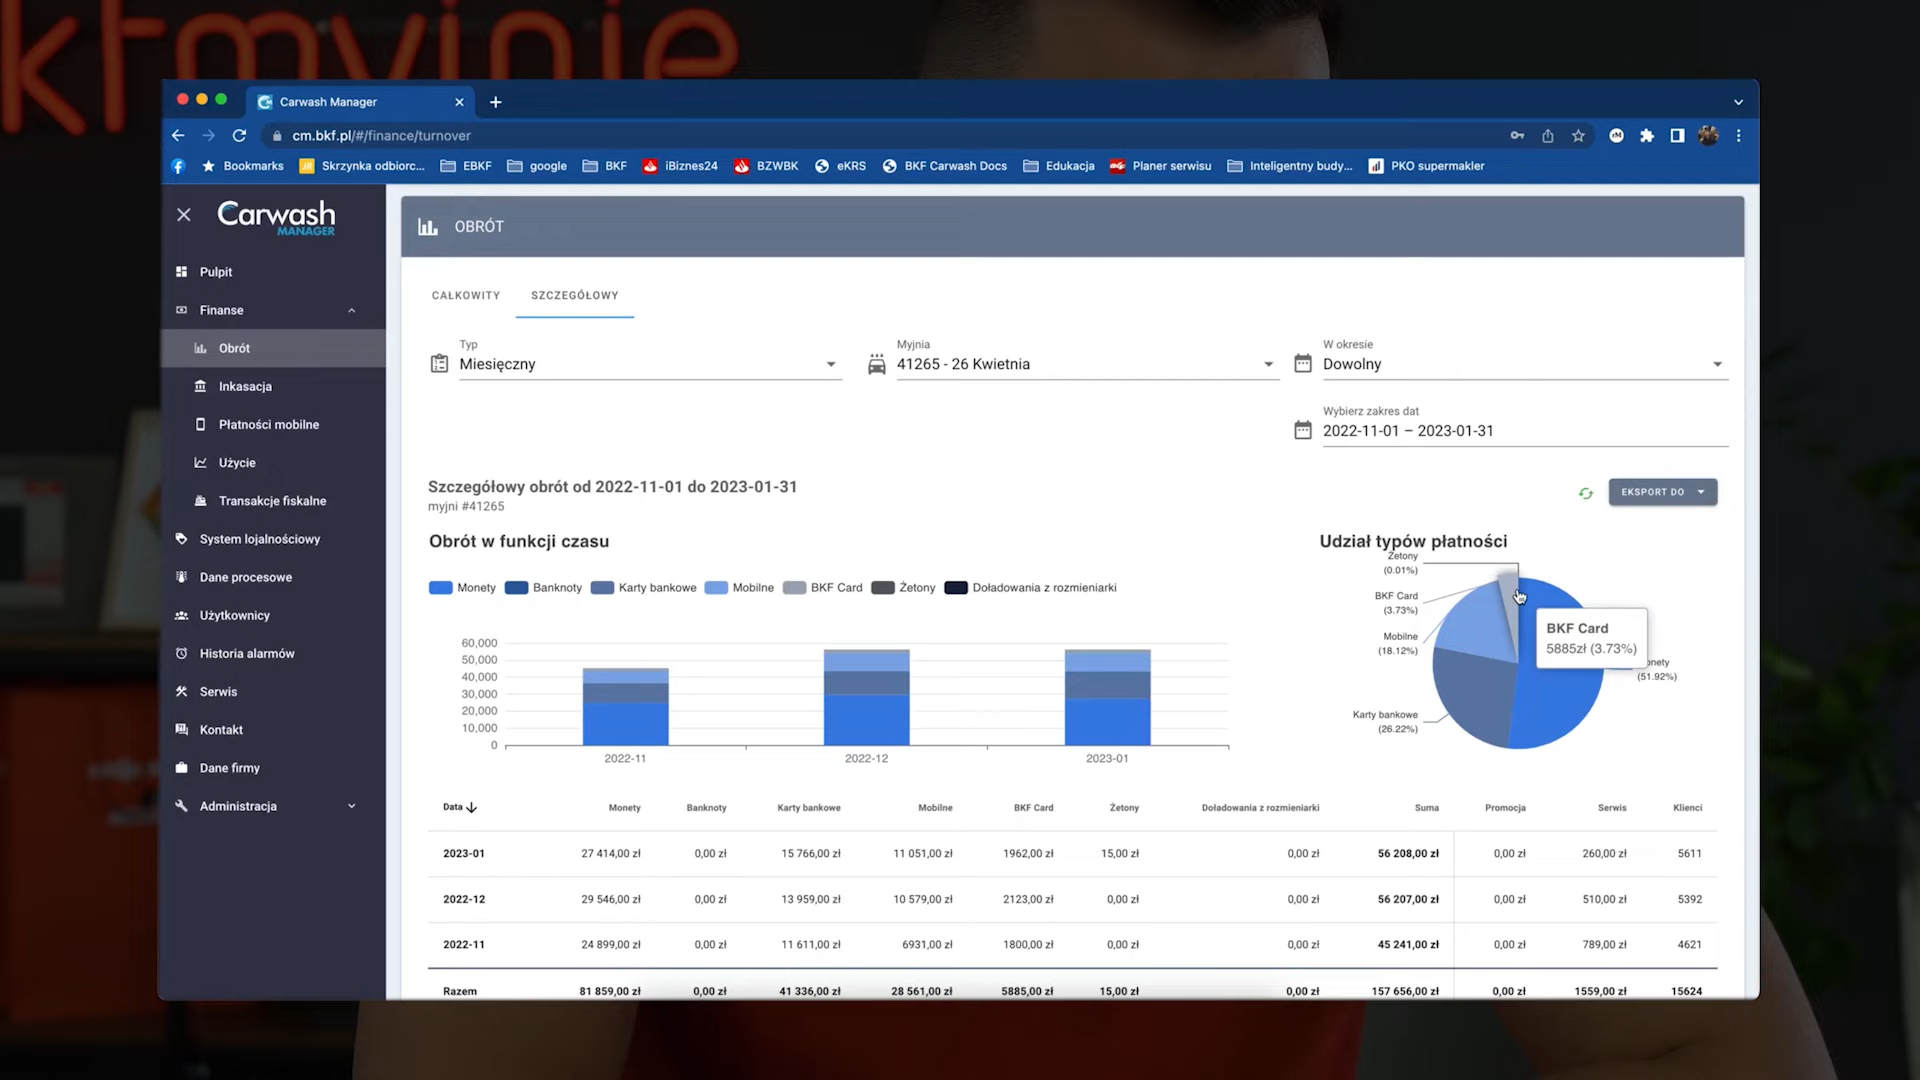 ktmyjnie
Carwash Manager
cm.bkf.pl/#/finance/turnover
Bookmarks Skrzynka odbiorc... EBKF google BKF iBiznes24 BZWBK eKRS BKF Carwash Docs Edukacja Planer serwisu Inteligentny budy... PKO supermakler
Carwash
MANAGER
Pulpit
Finanse
Obrót
Inkasacja
Płatności mobilne
Użycie
Transakcje fiskalne
System lojalnościowy
Dane procesowe
Użytkownicy
Historia alarmów
Serwis
Kontakt
Dane firmy
Administracja
OBRÓT
CAŁKOWITY SZCZEGÓŁOWY
Typ
Miesięczny
Myjnia
41265 - 26 Kwietnia
W okresie
Dowolny
Wybierz zakres dat
2022-11-01 – 2023-01-31
Szczegółowy obrót od 2022-11-01 do 2023-01-31
myjni #41265
EKSPORT DO
Obrót w funkcji czasu
Monety Banknoty Karty bankowe Mobilne BKF Card Żetony Doładowania z rozmieniarki
60,000
50,000
40,000
30,000
20,000
10,000
0
2022-11 2022-12 2023-01
Udział typów płatności
Żetony
(0.01%)
BKF Card
(3.73%)
Mobilne
(18.12%)
Karty bankowe
(26.22%)
BKF Card
5885zł (3.73%)
onety
(51.92%)
Data Monety Banknoty Karty bankowe Mobilne BKF Card Żetony Doładowania z rozmieniarki Suma Promocja Serwis Klienci
2023-01 27 414,00 zł 0,00 zł 15 766,00 zł 11 051,00 zł 1962,00 zł 15,00 zł 0,00 zł 56 208,00 zł 0,00 zł 260,00 zł 5611
2022-12 29 546,00 zł 0,00 zł 13 959,00 zł 10 579,00 zł 2123,00 zł 0,00 zł 0,00 zł 56 207,00 zł 0,00 zł 510,00 zł 5392
2022-11 24 899,00 zł 0,00 zł 11 611,00 zł 6931,00 zł 1800,00 zł 0,00 zł 0,00 zł 45 241,00 zł 0,00 zł 789,00 zł 4621
Razem 81 859,00 zł 0,00 zł 41 336,00 zł 28 561,00 zł 5885,00 zł 15,00 zł 0,00 zł 157 656,00 zł 0,00 zł 1559,00 zł 15624